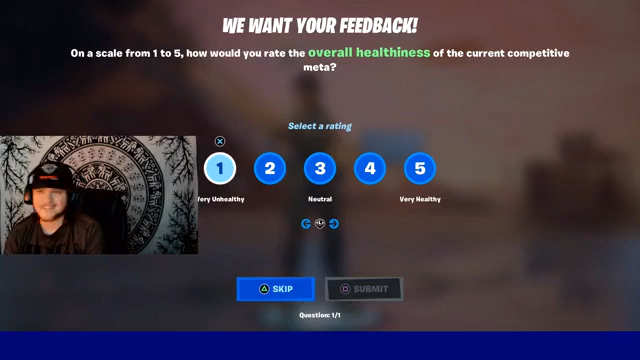 WE WANT YOUR FEEDBACK!
On a scale from 1 to 5, how would you rate the overall healthiness of the current competitive
meta?
Select a rating
1 2 3 4 5
Very Unhealthy Neutral Very Healthy
SKIP SUBMIT
Question: 1/1